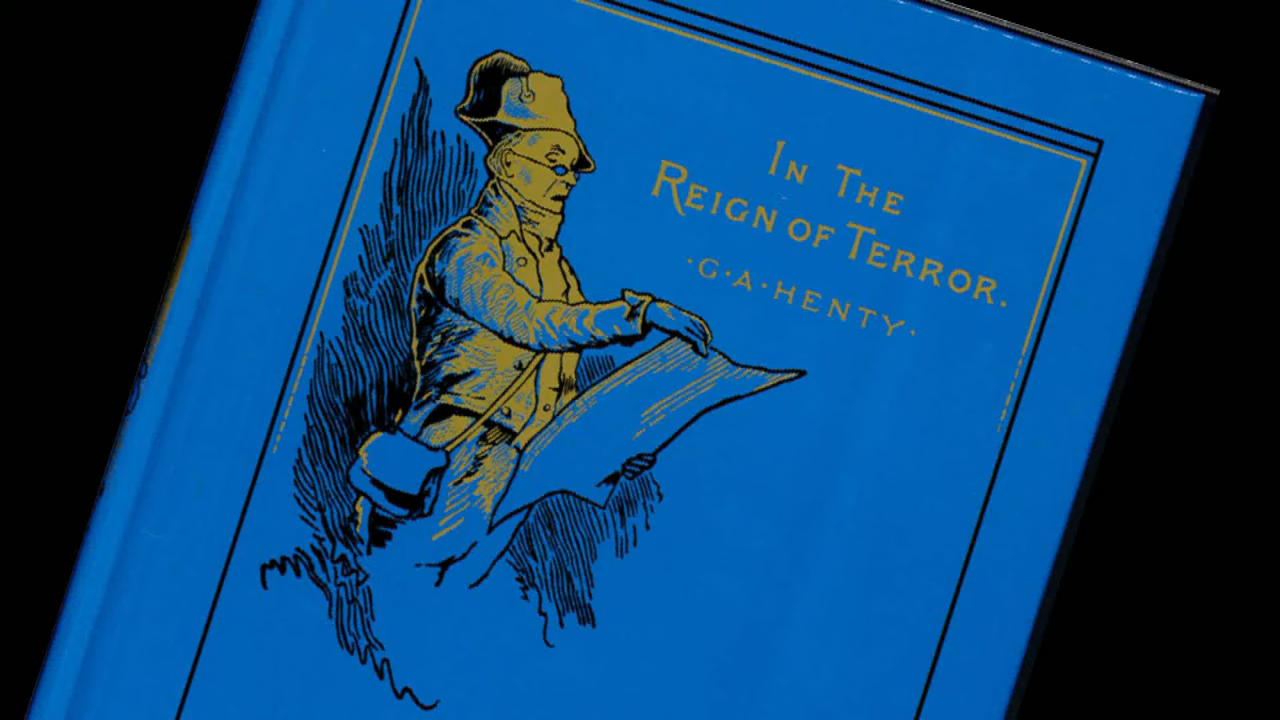 In The
Reign of Terror.
·G·A·HENTY·